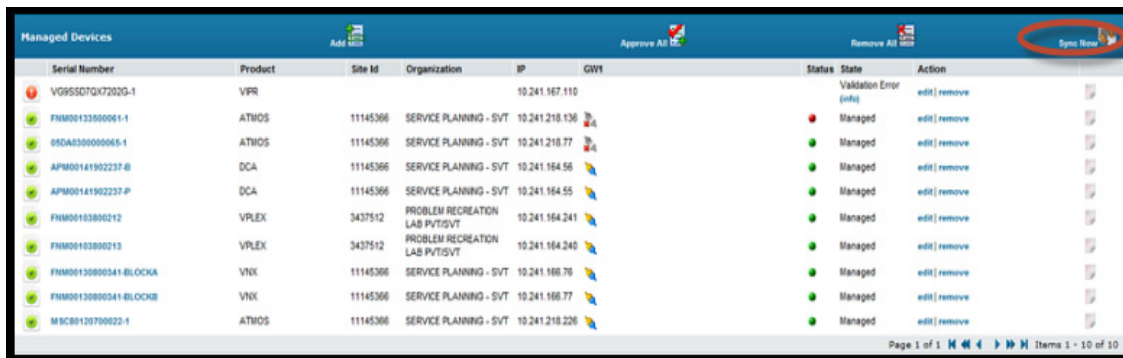 Managed Devices Add Approve All Remove All Sync Now
Serial Number Product Site Id Organization IP GW1 Status State Action
VG9SSD7QX7202G-1 VIPR 10.241.167.110 Validation Error (info) edit | remove
FNM00133500061-1 ATMOS 11145366 SERVICE PLANNING - SVT 10.241.218.136 Managed edit | remove
05DA0300000065-1 ATMOS 11145366 SERVICE PLANNING - SVT 10.241.218.77 Managed edit | remove
APM00141902237-B DCA 11145366 SERVICE PLANNING - SVT 10.241.164.56 Managed edit | remove
APM00141902237-P DCA 11145366 SERVICE PLANNING - SVT 10.241.164.55 Managed edit | remove
FNM00103800212 VPLEX 3437512 PROBLEM RECREATION LAB PVT/SVT 10.241.164.241 Managed edit | remove
FNM00103800213 VPLEX 3437512 PROBLEM RECREATION LAB PVT/SVT 10.241.164.240 Managed edit | remove
FNM00130800341-BLOCKA VNX 11145366 SERVICE PLANNING - SVT 10.241.166.76 Managed edit | remove
FNM00130800341-BLOCKB VNX 11145366 SERVICE PLANNING - SVT 10.241.166.77 Managed edit | remove
MSC80120700022-1 ATMOS 11145366 SERVICE PLANNING - SVT 10.241.218.226 Managed edit | remove
Page 1 of 1 Items 1 - 10 of 10